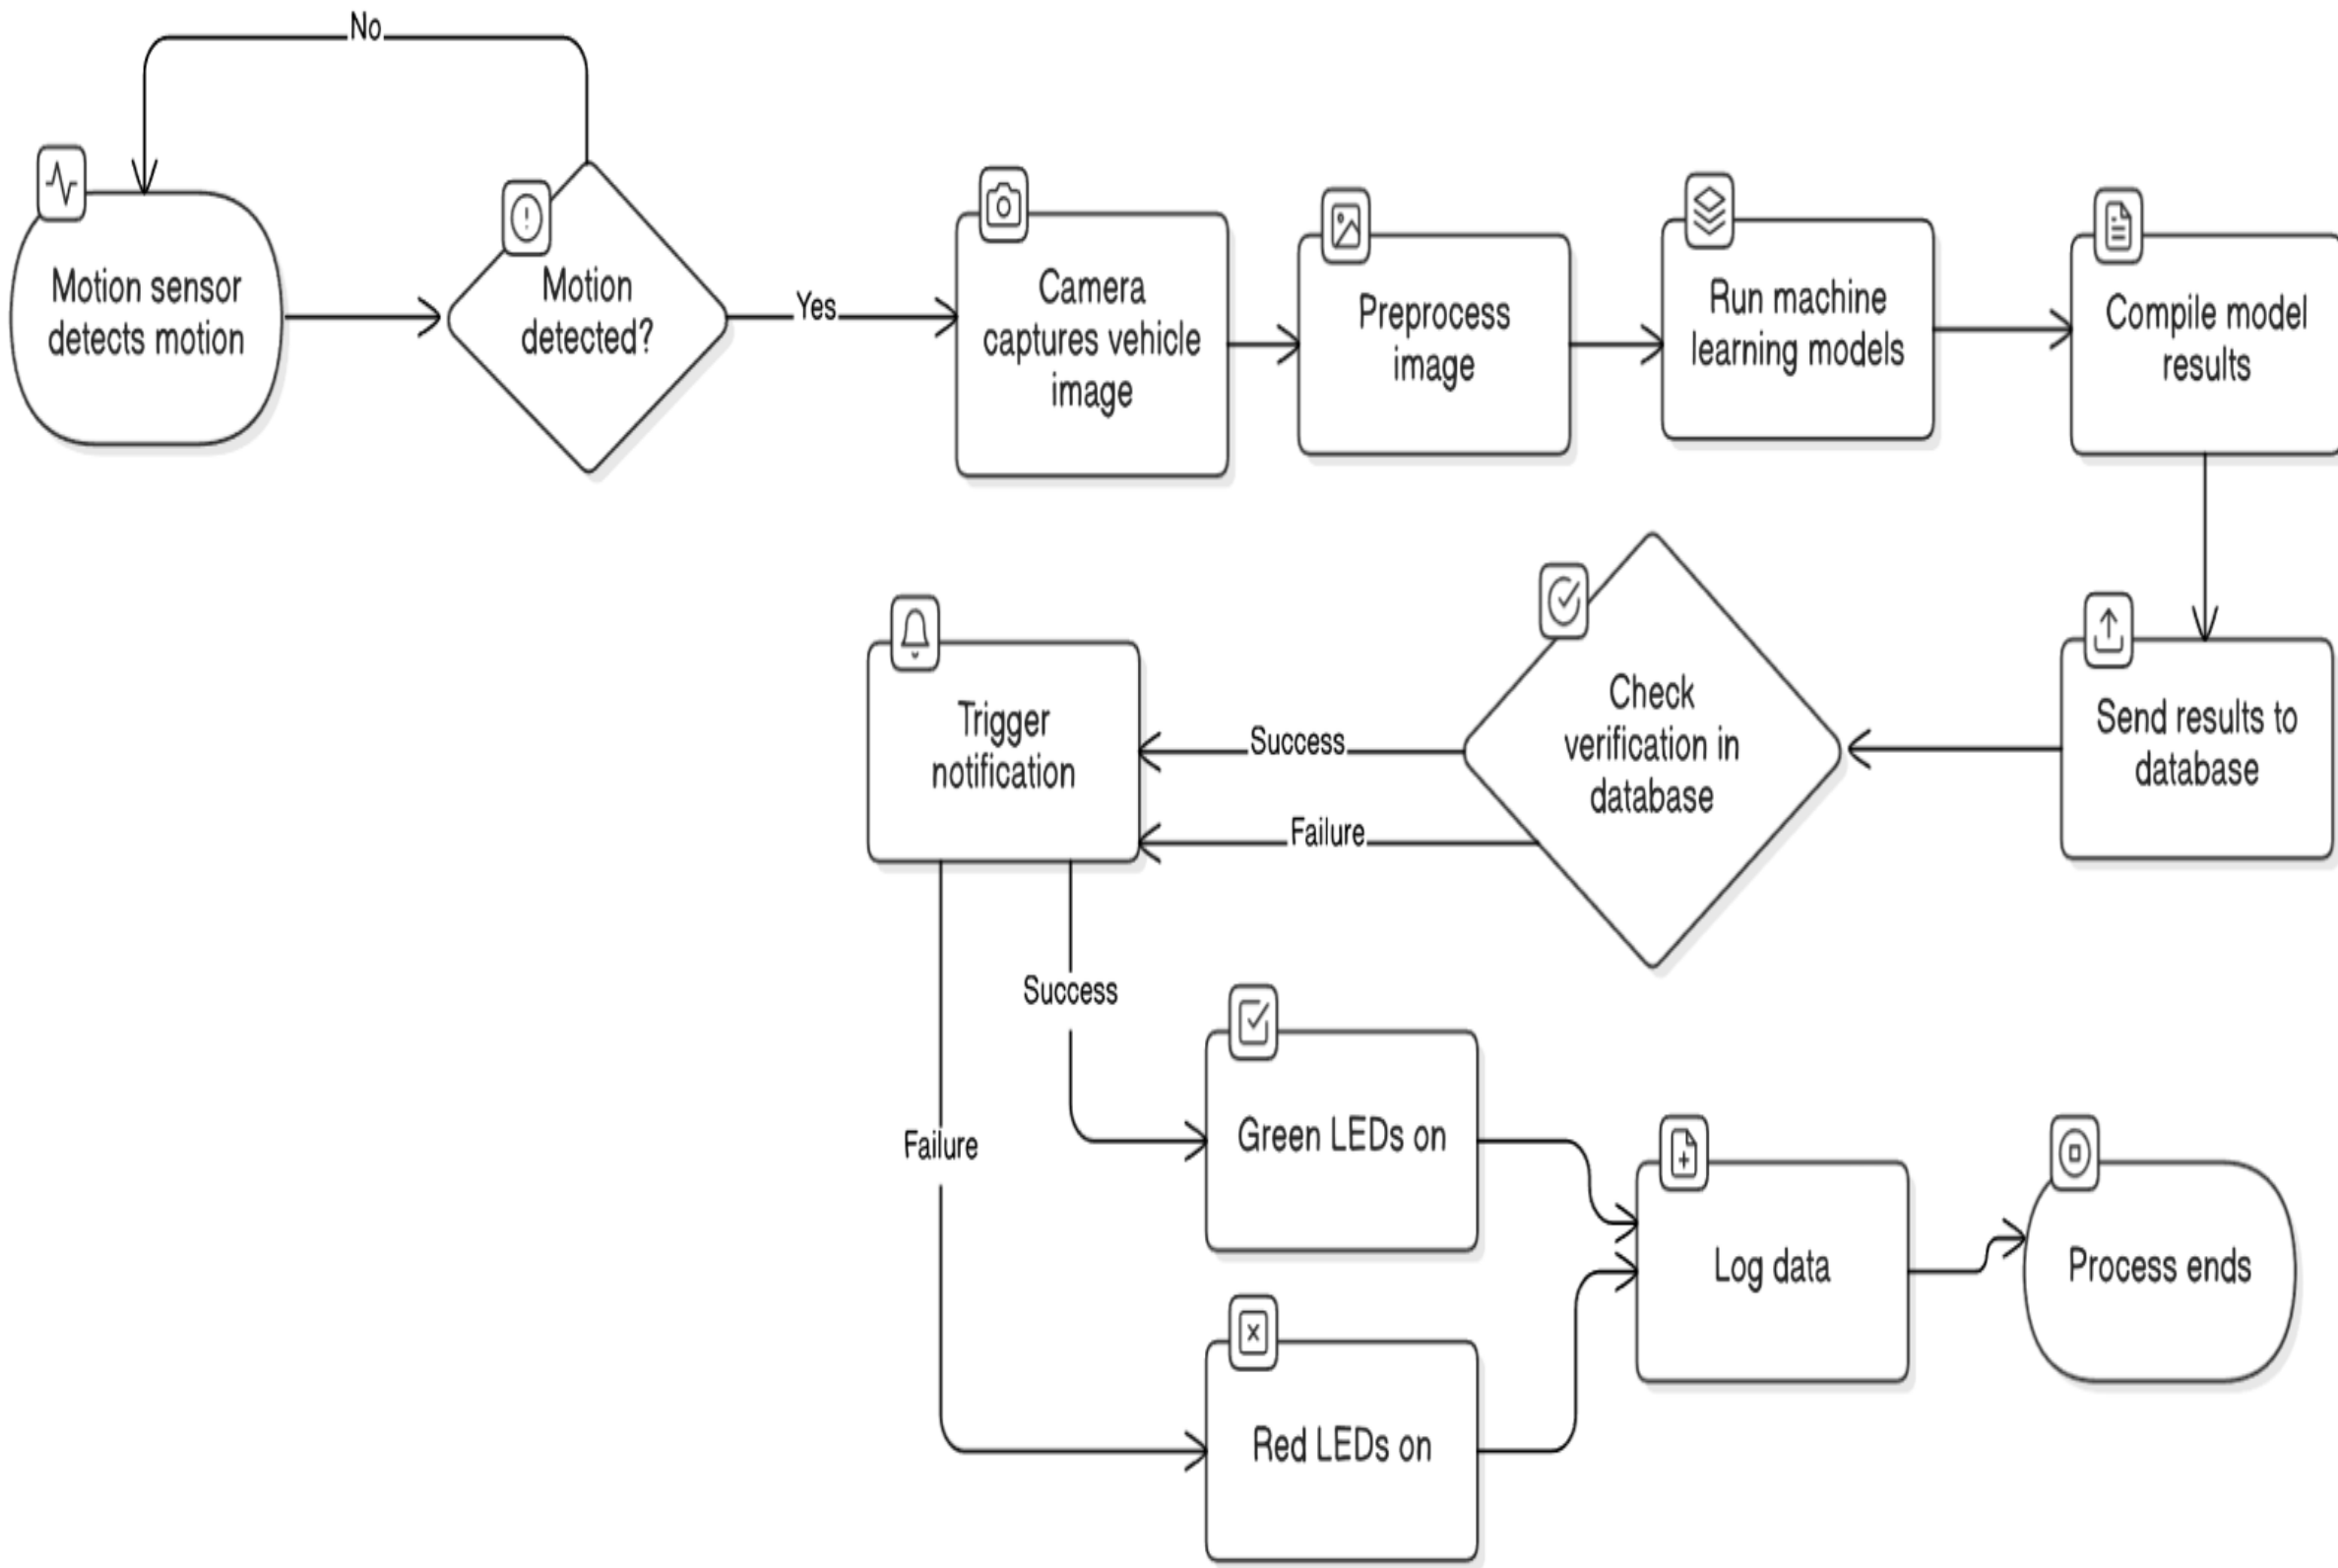 No
Motion sensor
detects motion
Motion
detected?
Yes
Camera
captures vehicle
image
Preprocess
image
Run machine
learning models
Compile model
results
Send results to
database
Check
verification in
database
Success
Failure
Trigger
notification
Success
Failure
Green LEDs on
Red LEDs on
Log data
Process ends